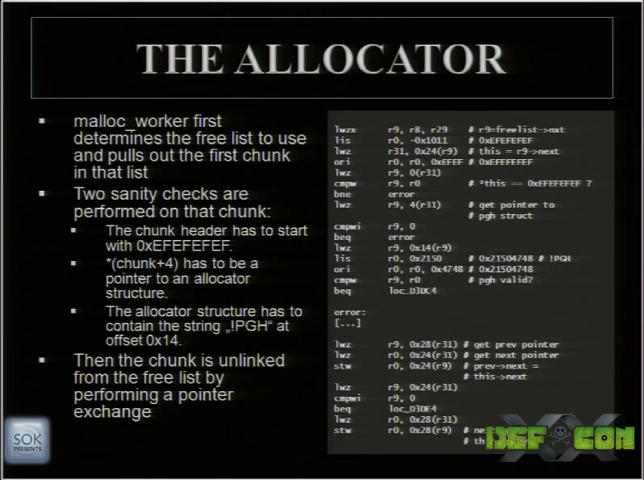 THE ALLOCATOR
▪ malloc_worker first
determines the free list to use
and pulls out the first chunk
in that list
▪ Two sanity checks are
performed on that chunk:
▪ The chunk header has to start
with 0xEFEFEFEF.
▪ *(chunk+4) has to be a
pointer to an allocator
structure.
▪ The allocator structure has to
contain the string „!PGH“ at
offset 0x14.
▪ Then the chunk is unlinked
from the free list by
performing a pointer
exchange
lwzx r9, r8, r29 # r9=freelist->nxt
lis r0, -0x1011 # 0xEFEFEFEF
lwz r31, 0x24(r9) # this = r9->next
ori r0, r0, 0xEFEF # 0xEFEFEFEF
lwz r9, 0(r31)
cmpw r9, r0 # *this == 0xEFEFEFEF ?
bne error
lwz r9, 4(r31) # get pointer to
# pgh struct
cmpwi r9, 0
beq error
lwz r9, 0x14(r9)
lis r0, 0x2150 # 0x21504748 # !PGH
ori r0, r0, 0x4748 # 0x21504748
cmpw r9, r0 # pgh valid?
beq loc_D3DC4
error:
[...]
lwz r9, 0x28(r31) # get prev pointer
lwz r0, 0x24(r31) # get next pointer
stw r0, 0x24(r9) # prev->next =
# this->next
lwz r9, 0x24(r31)
cmpwi r9, 0
beq loc_D3DE4
lwz r0, 0x28(r31)
stw r0, 0x28(r9) #
#
SOK
PRESENTS
DEF CON